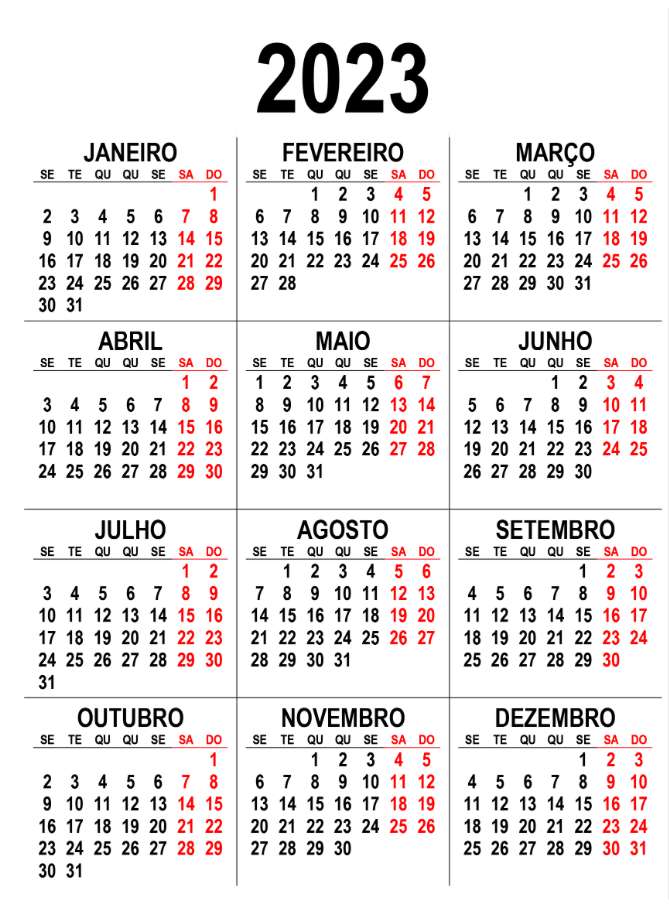 2023
JANEIRO
SE TE QU QU SE SA DO
1
2 3 4 5 6 7 8
9 10 11 12 13 14 15
16 17 18 19 20 21 22
23 24 25 26 27 28 29
30 31
FEVEREIRO
SE TE QU QU SE SA DO
1 2 3 4 5
6 7 8 9 10 11 12
13 14 15 16 17 18 19
20 21 22 23 24 25 26
27 28
MARÇO
SE TE QU QU SE SA DO
1 2 3 4 5
6 7 8 9 10 11 12
13 14 15 16 17 18 19
20 21 22 23 24 25 26
27 28 29 30 31
ABRIL
SE TE QU QU SE SA DO
1 2
3 4 5 6 7 8 9
10 11 12 13 14 15 16
17 18 19 20 21 22 23
24 25 26 27 28 29 30
MAIO
SE TE QU QU SE SA DO
1 2 3 4 5 6 7
8 9 10 11 12 13 14
15 16 17 18 19 20 21
22 23 24 25 26 27 28
29 30 31
JUNHO
SE TE QU QU SE SA DO
1 2 3 4
5 6 7 8 9 10 11
12 13 14 15 16 17 18
19 20 21 22 23 24 25
26 27 28 29 30
JULHO
SE TE QU QU SE SA DO
1 2
3 4 5 6 7 8 9
10 11 12 13 14 15 16
17 18 19 20 21 22 23
24 25 26 27 28 29 30
31
AGOSTO
SE TE QU QU SE SA DO
1 2 3 4 5 6
7 8 9 10 11 12 13
14 15 16 17 18 19 20
21 22 23 24 25 26 27
28 29 30 31
SETEMBRO
SE TE QU QU SE SA DO
1 2 3
4 5 6 7 8 9 10
11 12 13 14 15 16 17
18 19 20 21 22 23 24
25 26 27 28 29 30
OUTUBRO
SE TE QU QU SE SA DO
1
2 3 4 5 6 7 8
9 10 11 12 13 14 15
16 17 18 19 20 21 22
23 24 25 26 27 28 29
30 31
NOVEMBRO
SE TE QU QU SE SA DO
1 2 3 4 5
6 7 8 9 10 11 12
13 14 15 16 17 18 19
20 21 22 23 24 25 26
27 28 29 30
DEZEMBRO
SE TE QU QU SE SA DO
1 2 3
4 5 6 7 8 9 10
11 12 13 14 15 16 17
18 19 20 21 22 23 24
25 26 27 28 29 30 31